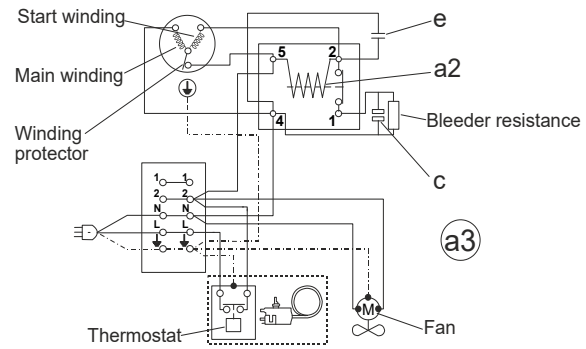 Start winding
e
Main winding
5
2
a2
Winding
protector
4
1
Bleeder resistance
c
1
1
2
2
N
N
L
L
a3
M
Thermostat
Fan